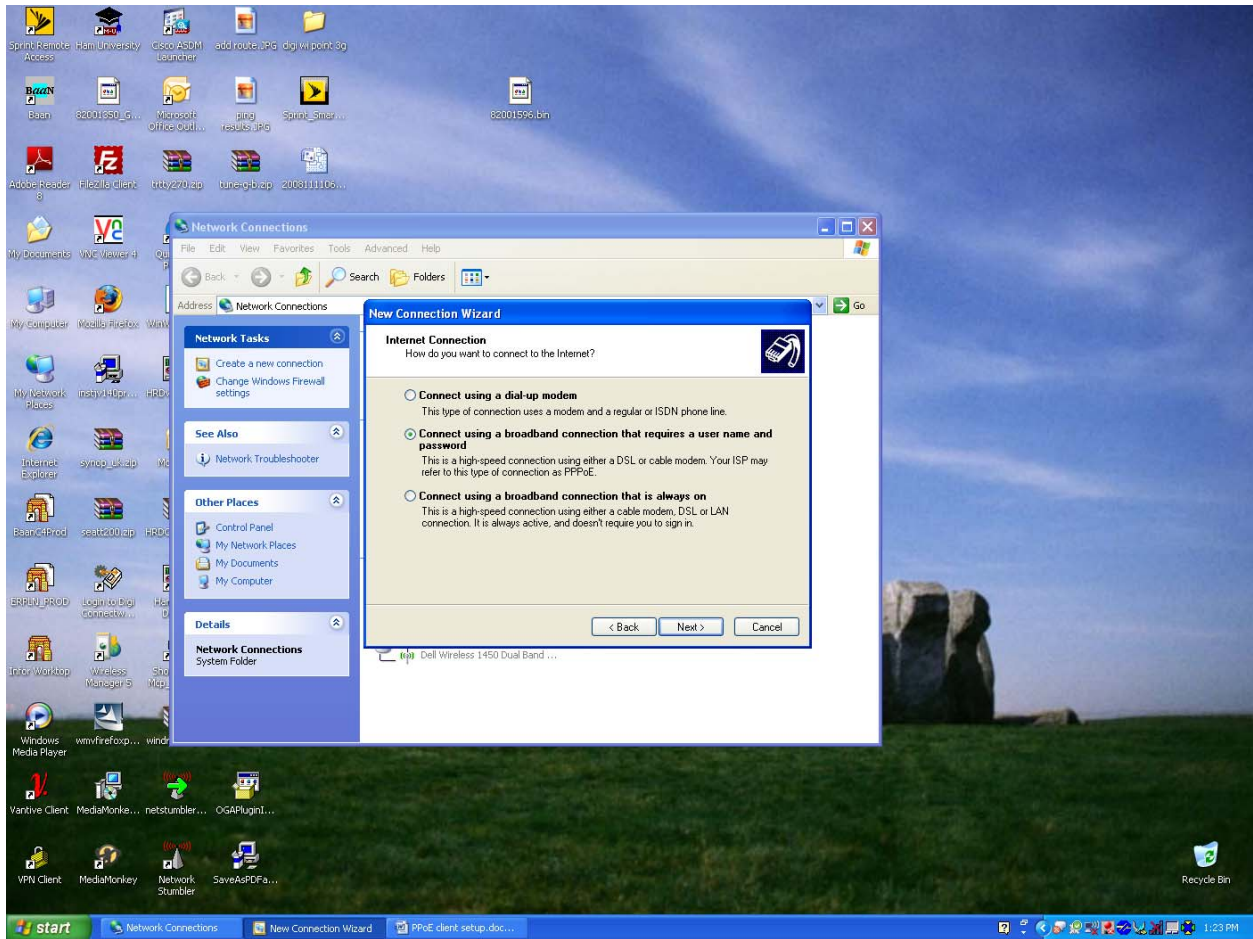 Sprint Remote Access
Ham University
Cisco ASDM Launcher
add route.JPG
digi wi point 3g
Baan
82001350_G...
Microsoft Office Outl...
ping results.JPG
Sprint_Smar...
82001596.bin
Adobe Reader 8
FileZilla Client
trtty270.zip
tune-g-b.zip
2008111106...
My Documents
VNC Viewer 4
My Computer
Mozilla Firefox
My Network Places
Internet Explorer
synop_uk.zip
BaanC4Prod
seatt200.zip
ERPLN_PROD
Login to Digi Connectw...
Infor Worktop
Wireless Manager 5
Windows Media Player
wmvfirefoxp...
windr
Vantive Client
MediaMonke...
netstumbler...
OGAPluginI...
VPN Client
MediaMonkey
Network Stumbler
SaveAsPDFa...
Recycle Bin
Network Connections
File Edit View Favorites Tools Advanced Help
Back Search Folders
Address Network Connections Go
Network Tasks
Create a new connection
Change Windows Firewall
settings
See Also
Network Troubleshooter
Other Places
Control Panel
My Network Places
My Documents
My Computer
Details
Network Connections
System Folder
New Connection Wizard
Internet Connection
How do you want to connect to the Internet?
Connect using a dial-up modem
This type of connection uses a modem and a regular or ISDN phone line.
Connect using a broadband connection that requires a user name and
password
This is a high-speed connection using either a DSL or cable modem. Your ISP may
refer to this type of connection as PPPoE.
Connect using a broadband connection that is always on
This is a high-speed connection using either a cable modem, DSL or LAN
connection. It is always active, and doesn't require you to sign in.
< Back Next > Cancel
Dell Wireless 1450 Dual Band ...
start Network Connections New Connection Wizard PPoE client setup.doc... 1:23 PM